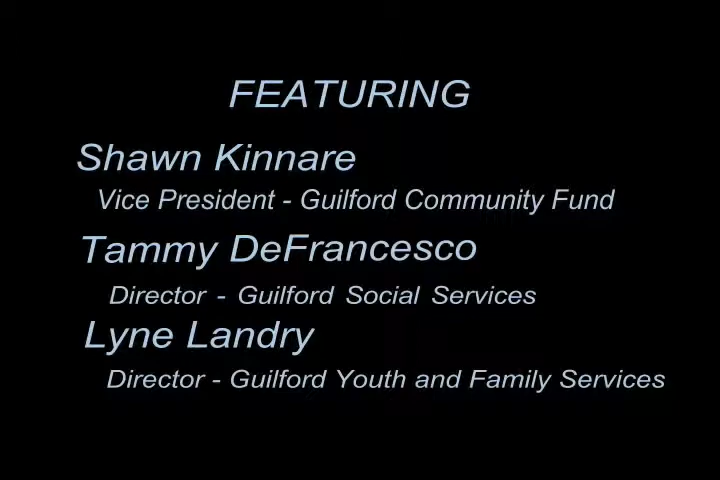 FEATURING
Shawn Kinnare
Vice President - Guilford Community Fund
Tammy DeFrancesco
Director - Guilford Social Services
Lyne Landry
Director - Guilford Youth and Family Services